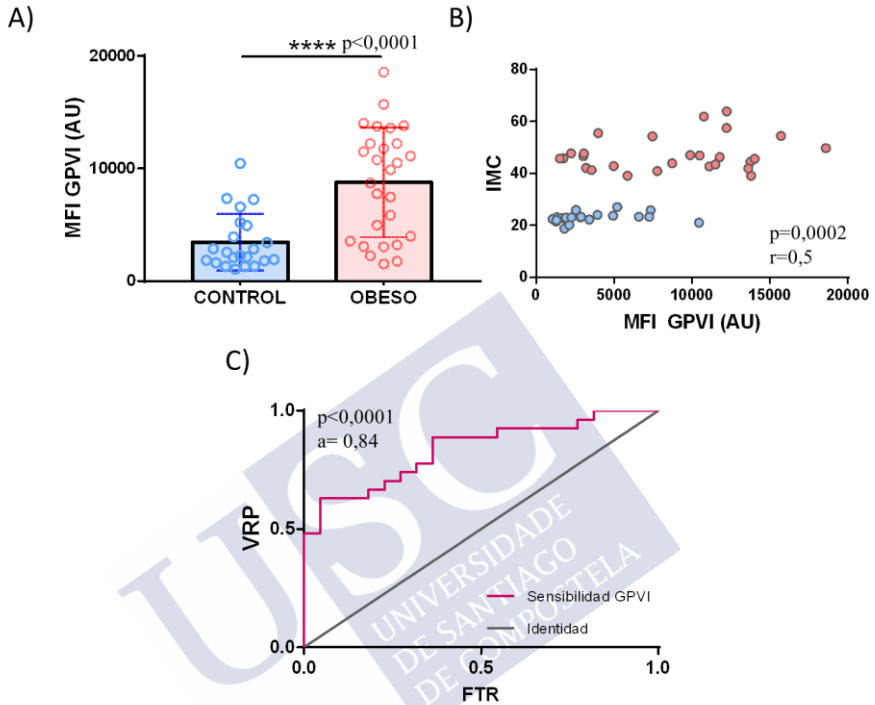 A)
**** p<0,0001
20000
10000
0
MFI GPVI (AU)
CONTROL
OBESO
B)
80
60
40
20
0
IMC
p=0,0002
r=0,5
0
5000
10000
15000
20000
MFI GPVI (AU)
C)
1.0
p<0,0001
a= 0,84
VRP
0.5
0.0
Sensibilidad GPVI
Identidad
0.0
0.5
1.0
FTR
USC
UNIVERSIDADE
DE SANTIAGO
DE COMPOSTELA